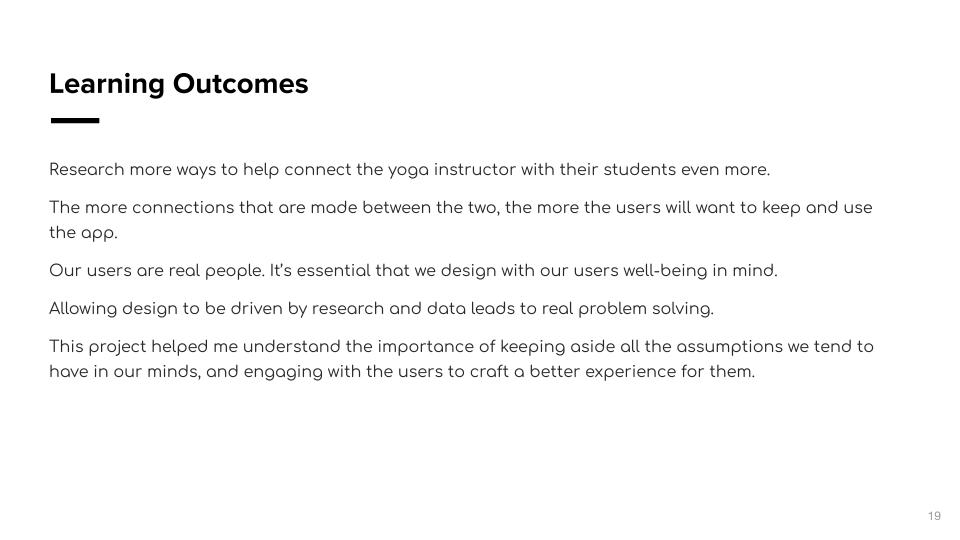 Learning Outcomes
Research more ways to help connect the yoga instructor with their students even more.
The more connections that are made between the two, the more the users will want to keep and use
the app.
Our users are real people. It’s essential that we design with our users well-being in mind.
Allowing design to be driven by research and data leads to real problem solving.
This project helped me understand the importance of keeping aside all the assumptions we tend to
have in our minds, and engaging with the users to craft a better experience for them.
19